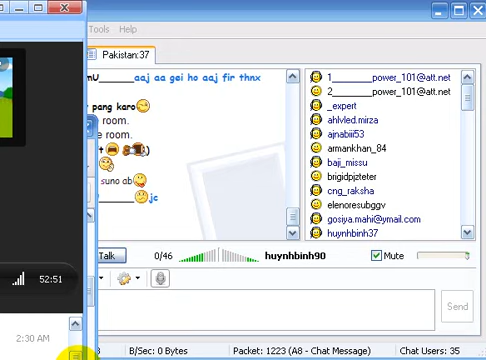 Tools Help
Pakistan:37
mU______aaj aa gei ho aaj fir thnx
pang karo
room.
e room.
t
suno ab
jc
1________power_101@att.net
2________power_101@att.net
_expert
ahlvled.mirza
ajnabii53
armankhan_84
baji_missu
brigidpjzteter
cng_raksha
elenoresubggv
gosiya.mahi@ymail.com
huynhbinh37
Talk
0/46
huynhbinh90
Mute
52:51
Send
2:30 AM
3
B/Sec: 0 Bytes
Packet: 1223 (A8 - Chat Message)
Chat Users: 35